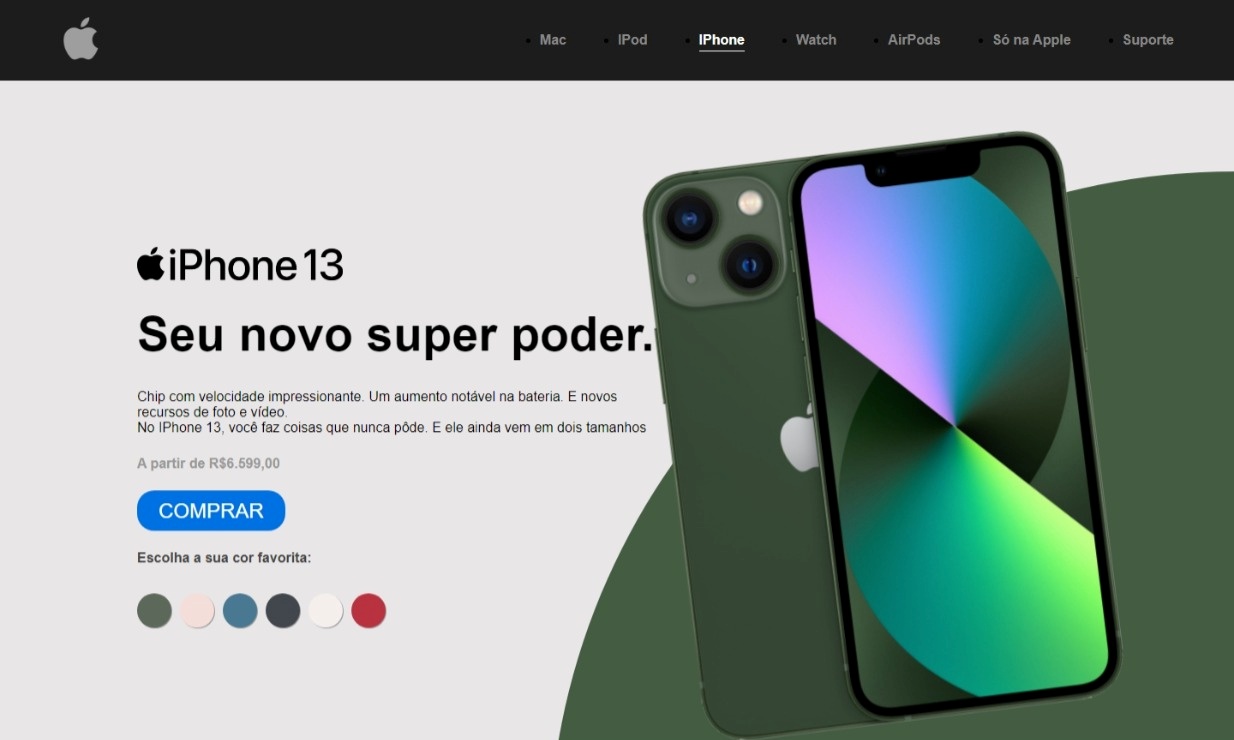 Mac
IPod
IPhone
Watch
AirPods
Só na Apple
Suporte
iPhone 13
Seu novo super poder.
Chip com velocidade impressionante. Um aumento notável na bateria. E novos
recursos de foto e vídeo.
No IPhone 13, você faz coisas que nunca pôde. E ele ainda vem em dois tamanhos
A partir de R$6.599,00
COMPRAR
Escolha a sua cor favorita: